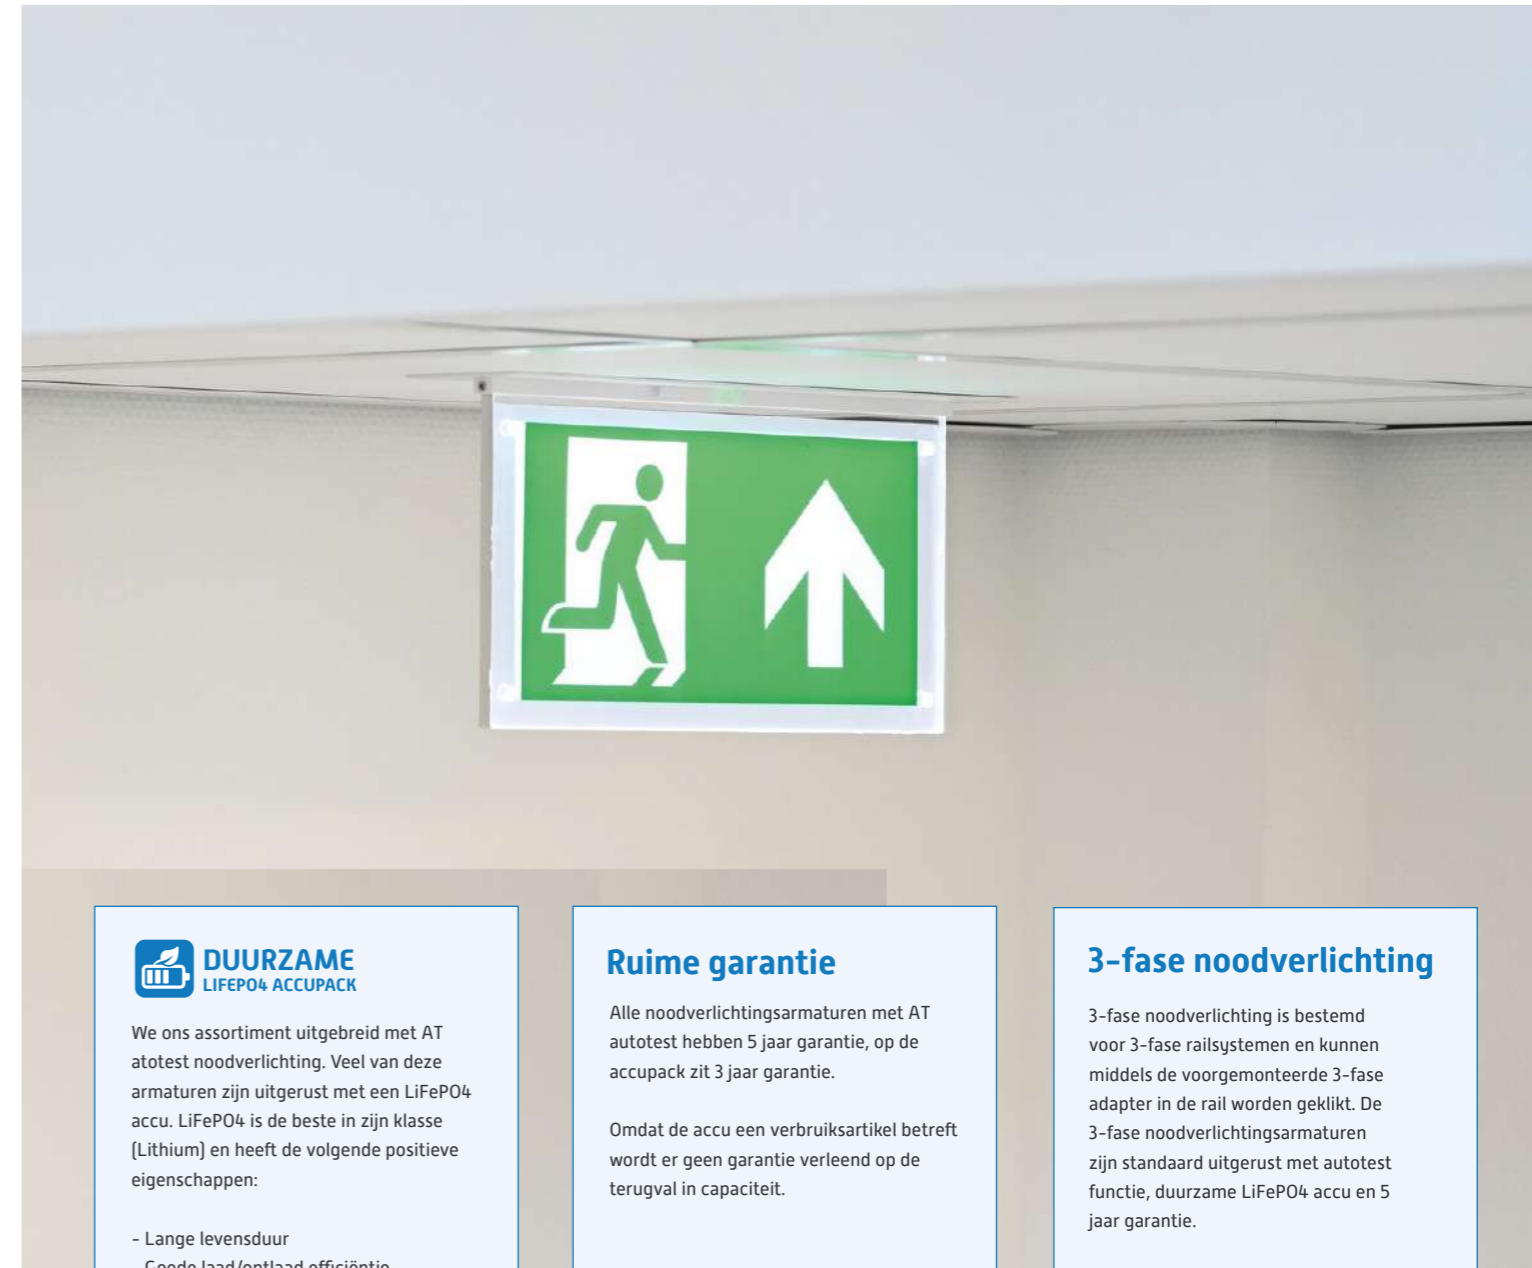 DUURZAME
LIFEPO4 ACCUPACK
We ons assortiment uitgebreid met AT
atotest noodverlichting. Veel van deze
armaturen zijn uitgerust met een LiFePO4
accu. LiFePO4 is de beste in zijn klasse
(Lithium) en heeft de volgende positieve
eigenschappen:
- Lange levensduur
- Goede laad/ontlaad efficiëntie
Ruime garantie
Alle noodverlichtingsarmaturen met AT
autotest hebben 5 jaar garantie, op de
accupack zit 3 jaar garantie.
Omdat de accu een verbruiksartikel betreft
wordt er geen garantie verleend op de
terugval in capaciteit.
3-fase noodverlichting
3-fase noodverlichting is bestemd
voor 3-fase railsystemen en kunnen
middels de voorgemonteerde 3-fase
adapter in de rail worden geklikt. De
3-fase noodverlichtingsarmaturen
zijn standaard uitgerust met autotest
functie, duurzame LiFePO4 accu en 5
jaar garantie.